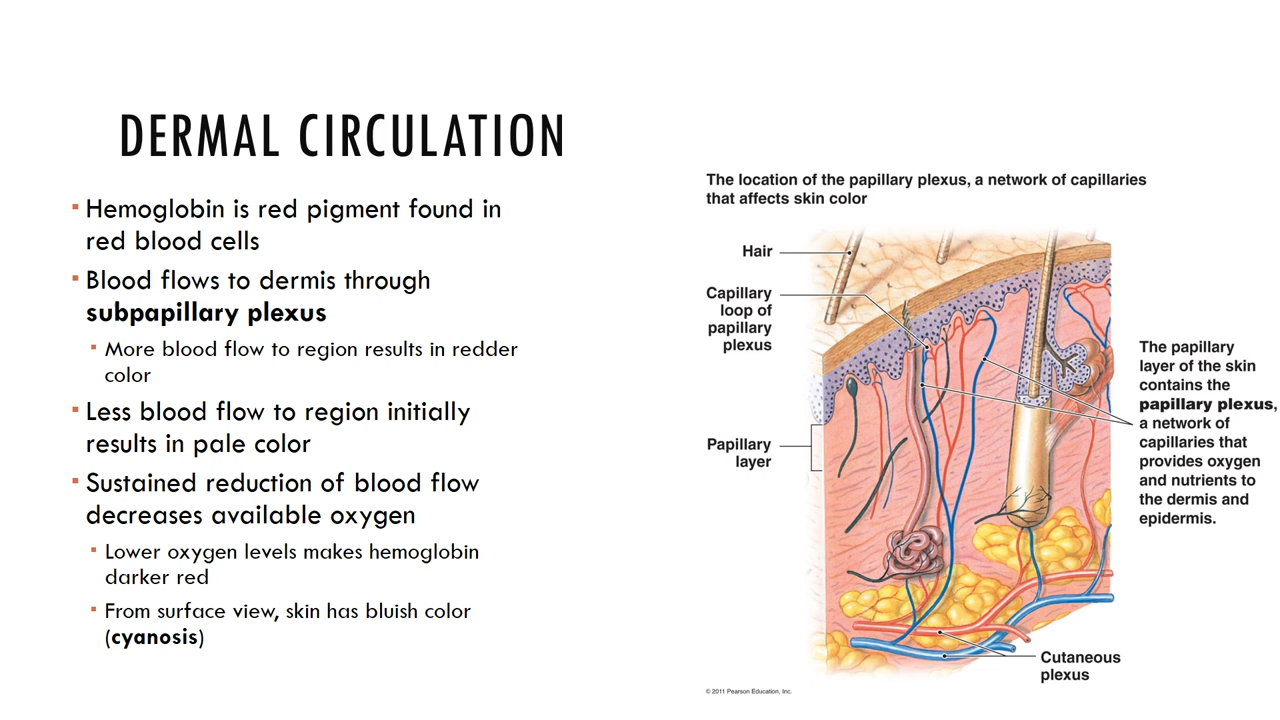 DERMAL CIRCULATION
▪ Hemoglobin is red pigment found in
red blood cells
▪ Blood flows to dermis through
subpapillary plexus
▪ More blood flow to region results in redder
color
▪ Less blood flow to region initially
results in pale color
▪ Sustained reduction of blood flow
decreases available oxygen
▪ Lower oxygen levels makes hemoglobin
darker red
▪ From surface view, skin has bluish color
(cyanosis)
The location of the papillary plexus, a network of capillaries
that affects skin color
Hair
Capillary
loop of
papillary
plexus
Papillary
layer
The papillary
layer of the skin
contains the
papillary plexus,
a network of
capillaries that
provides oxygen
and nutrients to
the dermis and
epidermis.
Cutaneous
plexus
© 2011 Pearson Education, Inc.